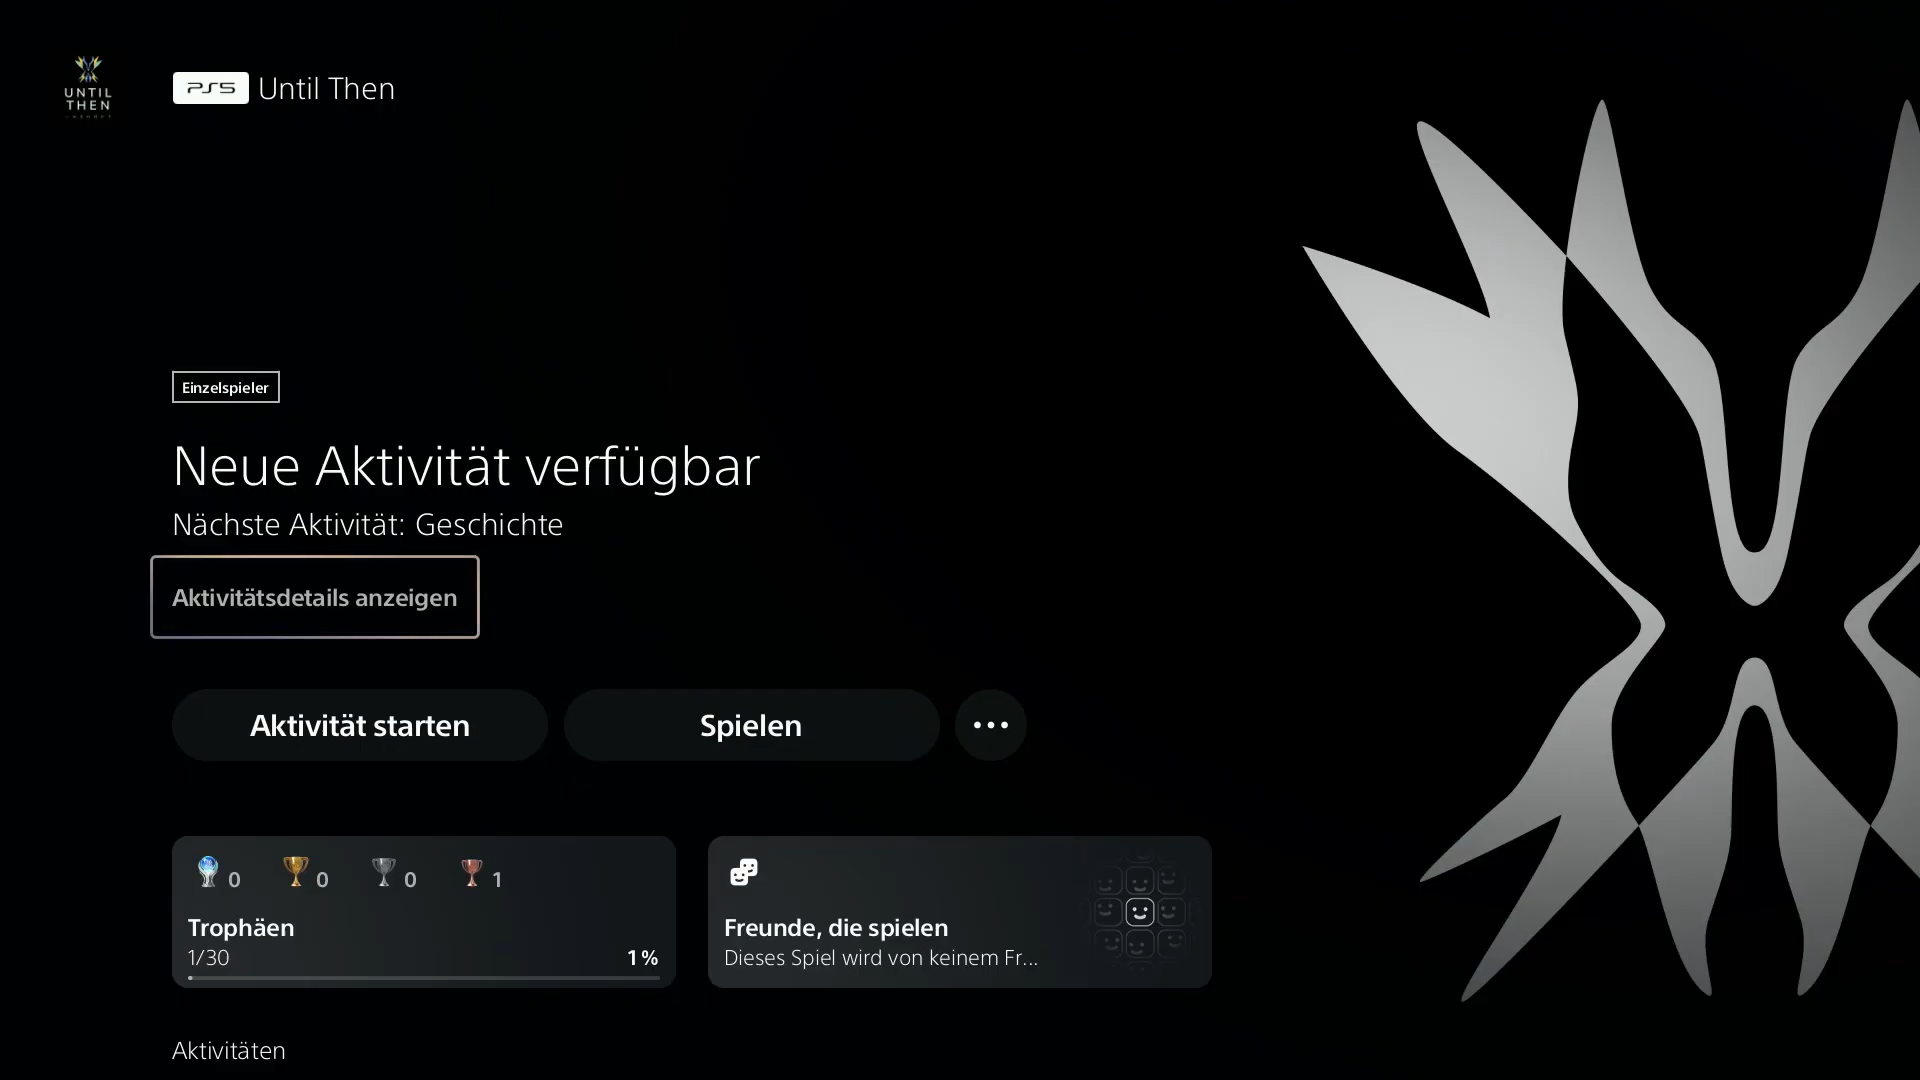 UNTIL
THEN
PS5 Until Then
Einzelspieler
Neue Aktivität verfügbar
Nächste Aktivität: Geschichte
Aktivitätsdetails anzeigen
Aktivität starten
Spielen
0 0 0 1
Trophäen
1/30
1 %
Freunde, die spielen
Dieses Spiel wird von keinem Fr...
Aktivitäten